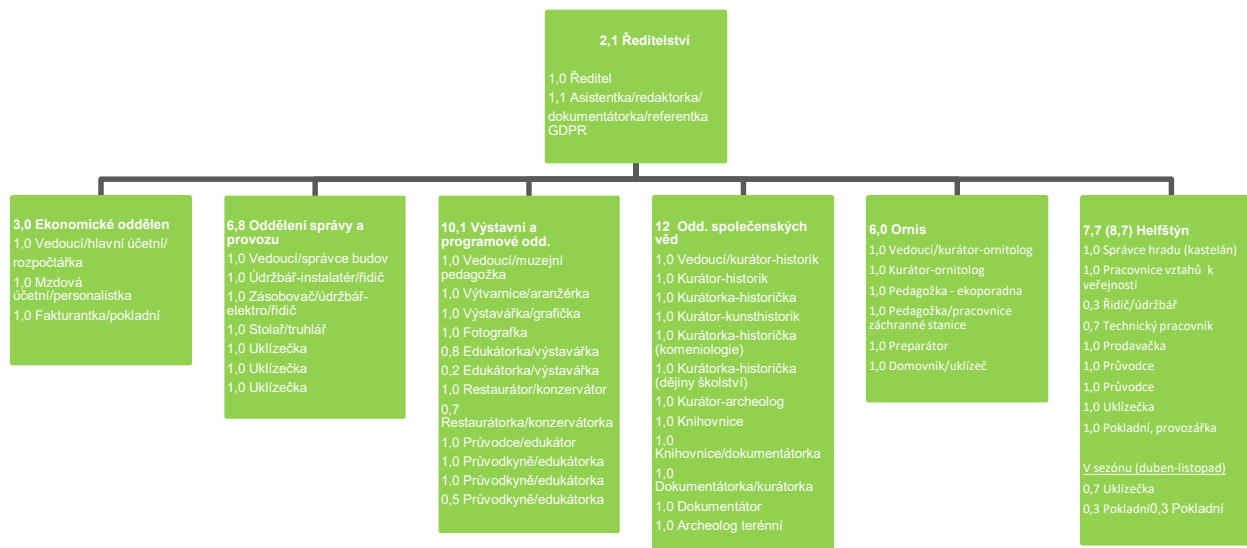 2,1 Ředitelství
1,0 Ředitel
1,1 Asistentka/redaktorka/
dokumentátorka/referentka
GDPR
3,0 Ekonomické oddělen
1,0 Vedoucí/hlavní účetní/
rozpočtářka
1,0 Mzdová
účetní/personalistka
1,0 Fakturantka/pokladní
6,8 Oddělení správy a
provozu
1,0 Vedoucí/správce budov
1,0 Údržbář-instalatér/řidič
1,0 Zásobovač/údržbář-
elektro/řidič
1,0 Stolař/truhlář
1,0 Uklízečka
1,0 Uklízečka
1,0 Uklízečka
10,1 Výstavní a
programové odd.
1,0 Vedoucí/muzejní
pedagožka
1,0 Výtvarnice/aranžérka
1,0 Výstavářka/grafička
1,0 Fotografka
0,8 Edukátorka/výstavářka
0,2 Edukátorka/výstavářka
1,0 Restaurátor/konzervátor
0,7
Restaurátorka/konzervátorka
1,0 Průvodce/edukátor
1,0 Průvodkyně/edukátorka
1,0 Průvodkyně/edukátorka
0,5 Průvodkyně/edukátorka
12 Odd. společenských
věd
1,0 Vedoucí/kurátor-historik
1,0 Kurátor-historik
1,0 Kurátorka-historička
1,0 Kurátor-kunsthistorik
1,0 Kurátorka-historička
(komeniologie)
1,0 Kurátorka-historička
(dějiny školství)
1,0 Kurátor-archeolog
1,0 Knihovnice
1,0
Knihovnice/dokumentátorka
1,0
Dokumentátorka/kurátorka
1,0 Dokumentátor
1,0 Archeolog terénní
6,0 Ornis
1,0 Vedoucí/kurátor-ornitolog
1,0 Kurátor-ornitolog
1,0 Pedagožka - ekoporadna
1,0 Pedagožka/pracovnice
záchranné stanice
1,0 Preparátor
1,0 Domovník/uklízeč
7,7 (8,7) Helfštýn
1,0 Správce hradu (kastelán)
1,0 Pracovnice vztahů k
veřejnosti
0,3 Řidič/údržbář
0,7 Technický pracovník
1,0 Prodavačka
1,0 Průvodce
1,0 Průvodce
1,0 Uklízečka
1,0 Pokladní, provozářka
V sezónu (duben-listopad)
0,7 Uklízečka
0,3 Pokladní0,3 Pokladní